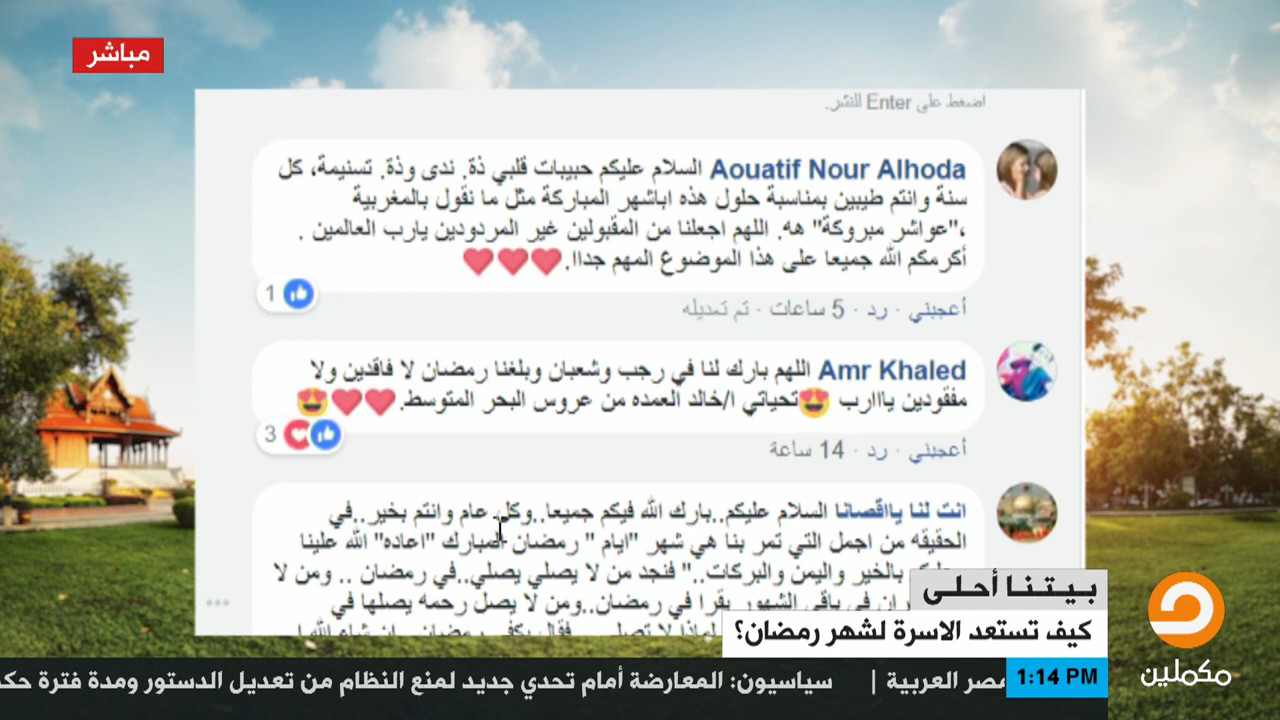 مباشر
اضغط على Enter للنشر.
Aouatif Nour Alhoda السلام عليكم حبيبات قلبي ذة. ندى وذة. تسنيمة، كل
سنة وانتم طيبين بمناسبة حلول هذه اباشهر المباركة مثل ما نقول بالمغربية
،"عواشر مبروكة" هه. اللهم اجعلنا من المقبولين غير المردودين يارب العالمين .
أكرمكم الله جميعا على هذا الموضوع المهم جداا.
1
أعجبني · رد · 5 ساعات · تم تعديله
Amr Khaled اللهم بارك لنا في رجب وشعبان وبلغنا رمضان لا فاقدين ولا
مفقودين يااارب 😍تحياتي ا/خالد العمده من عروس البحر المتوسط.
3
أعجبني · رد · 14 ساعة
انت لنا يااقصانا السلام عليكم..بارك الله فيكم جميعا..وكل عام وانتم بخير..في
الحقيقه من اجمل التي تمر بنا هي شهر "ايام " رمضان المبارك "اعاده" الله علينا
بالخير واليمن والبركات.." فنجد من لا يصلي يصلي..في رمضان .. ومن لا
في باقي الشهور يقرا في رمضان..ومن لا يصل رحمه يصلها في
بيتنا أحلى
كيف تستعد الاسرة لشهر رمضان؟
مكملين
1:14 PM
مصر العربية | سياسيون: المعارضة أمام تحدي جديد لمنع النظام من تعديل الدستور ومدة فترة